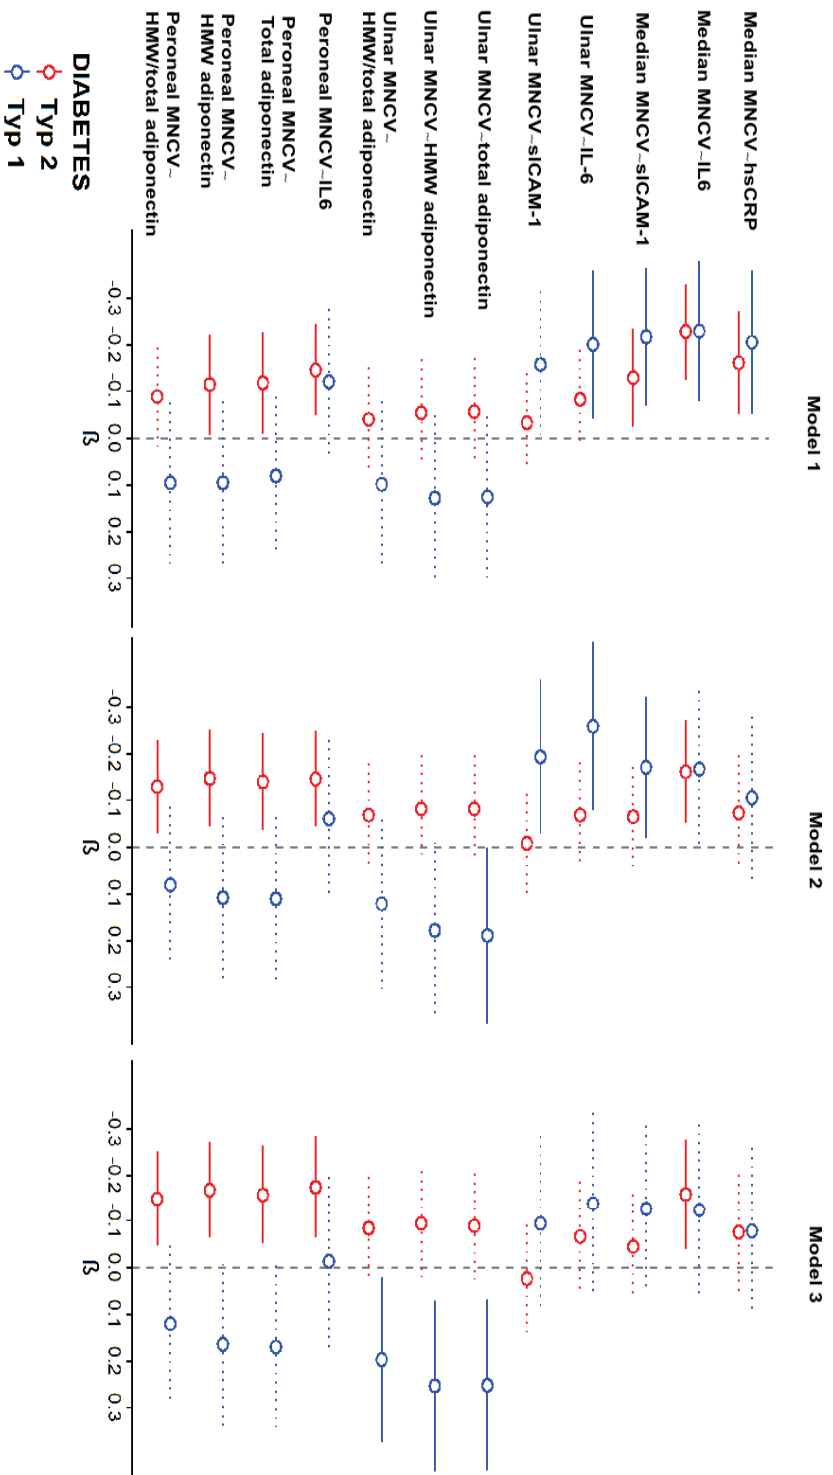 Model 1 Model 2 Model 3
Median MNCV~hsCRP
Median MNCV~IL6
Median MNCV~sICAM-1
Ulnar MNCV~IL-6
Ulnar MNCV~sICAM-1
Ulnar MNCV~total adiponectin
Ulnar MNCV~HMW adiponectin
Ulnar MNCV~
HMW/total adiponectin
Peroneal MNCV~IL6
Peroneal MNCV~
Total adiponectin
Peroneal MNCV~
HMW adiponectin
Peroneal MNCV~
HMW/total adiponectin
-0.3 -0.2 -0.1 0.0 0.1 0.2 0.3 -0.3 -0.2 -0.1 0.0 0.1 0.2 0.3 -0.3 -0.2 -0.1 0.0 0.1 0.2 0.3
ß ß ß
DIABETES
Typ 2
Typ 1